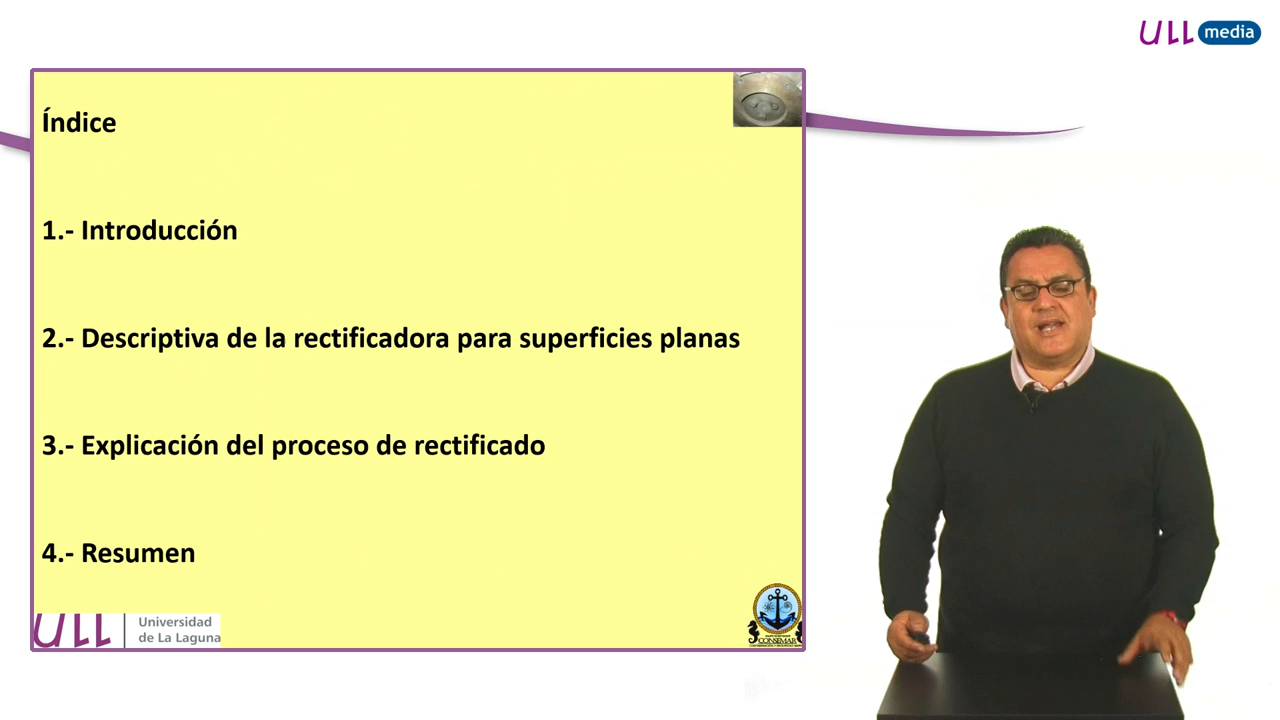 ULL media
Índice
1.- Introducción
2.- Descriptiva de la rectificadora para superficies planas
3.- Explicación del proceso de rectificado
4.- Resumen
ULL
Universidad
de La Laguna
CONSEMAR